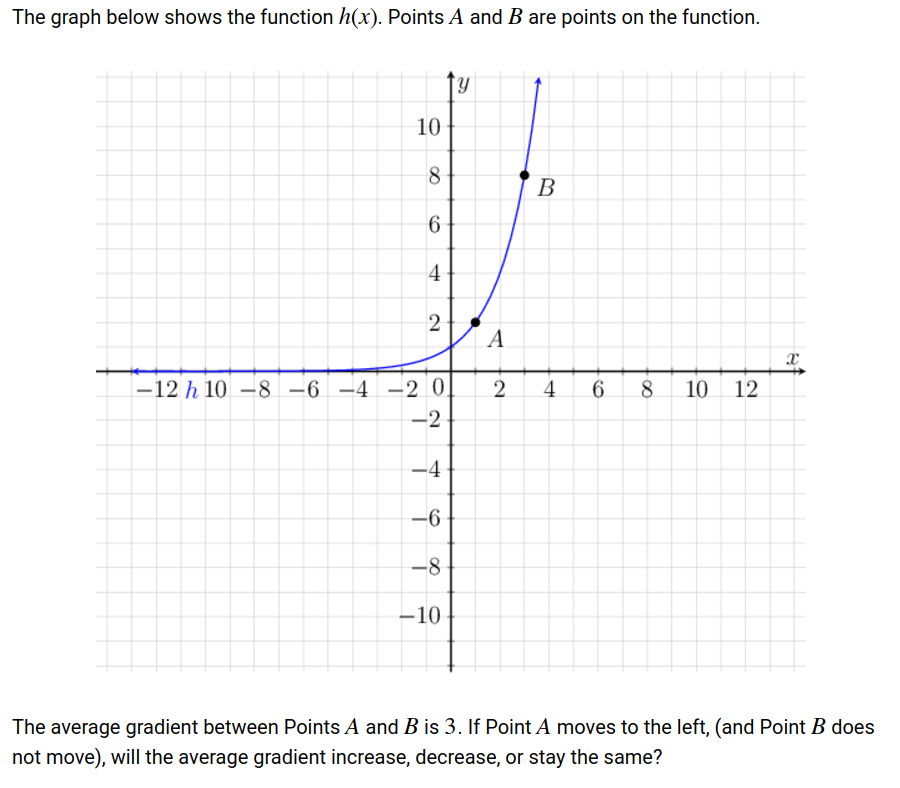 The graph below shows the function h(x). Points A and B are points on the function.
y
10
8
B
6
4
2
A
x
−12 h 10 −8 −6 −4 −2 0 2 4 6 8 10 12
−2
−4
−6
−8
−10
The average gradient between Points A and B is 3. If Point A moves to the left, (and Point B does
not move), will the average gradient increase, decrease, or stay the same?